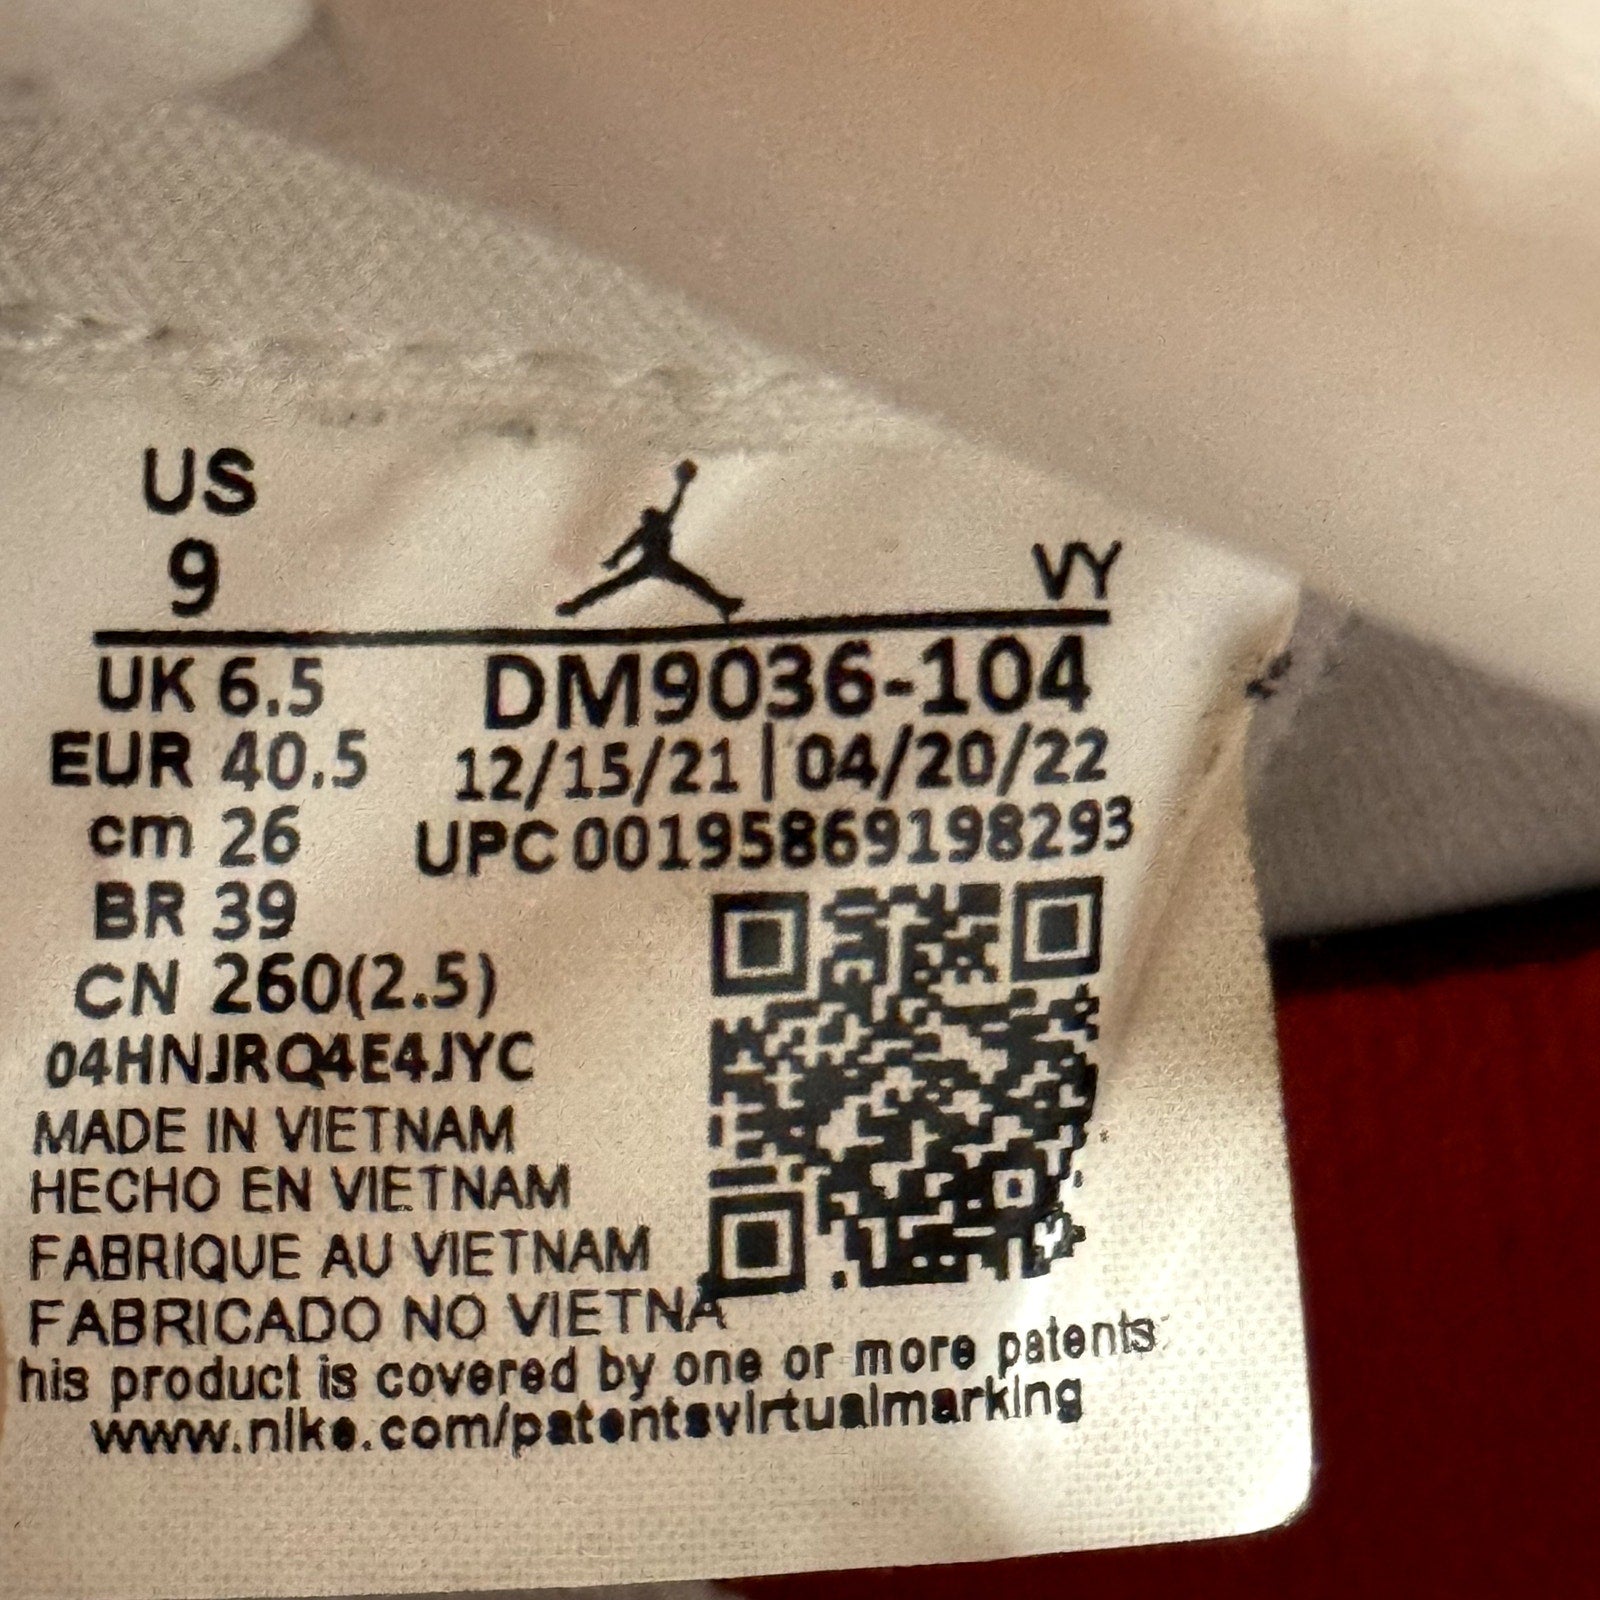 US
9
VY
UK 6.5
DM9036-104
EUR 40.5
12/15/21 | 04/20/22
cm 26
UPC 00195869198293
BR 39
CN 260(2.5)
04HNJRQ4E4JYC
MADE IN VIETNAM
HECHO EN VIETNAM
FABRIQUE AU VIETNAM
FABRICADO NO VIETNA
his product is covered by one or more patents
www.nike.com/patentsvirtualmarking